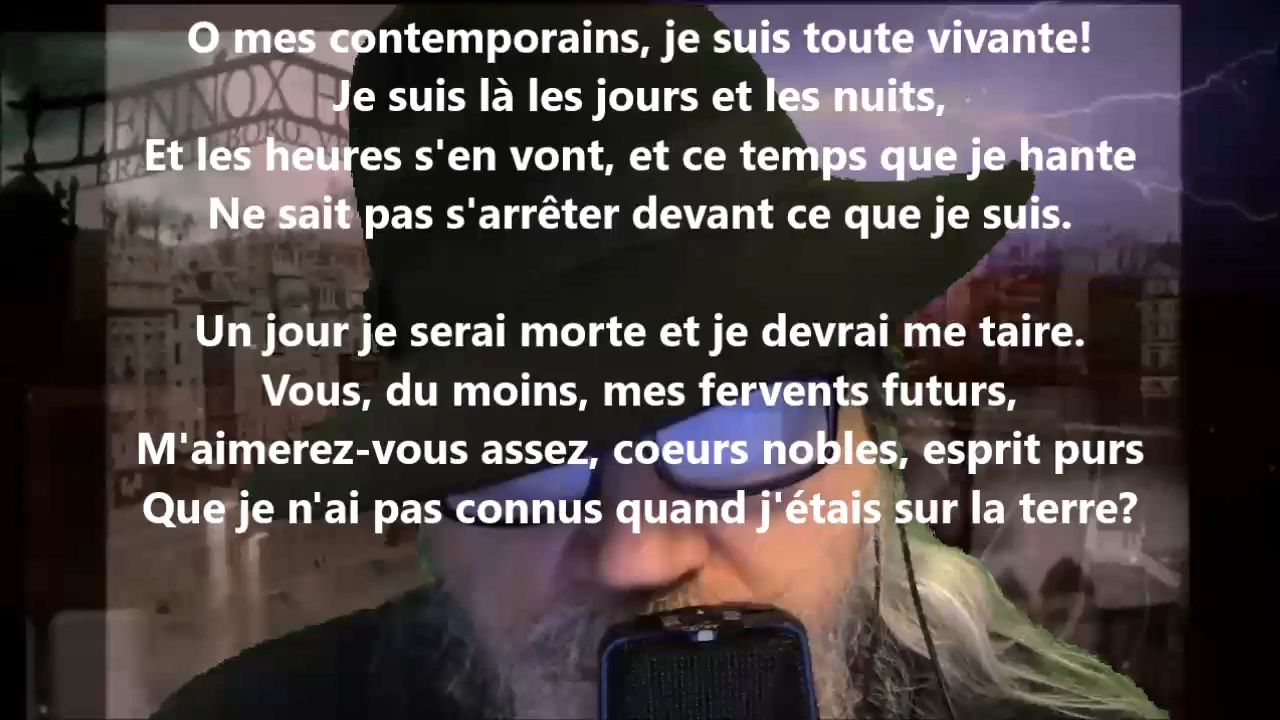 O mes contemporains, je suis toute vivante!
Je suis là les jours et les nuits,
Et les heures s'en vont, et ce temps que je hante
Ne sait pas s'arrêter devant ce que je suis.
Un jour je serai morte et je devrai me taire.
Vous, du moins, mes fervents futurs,
M'aimerez-vous assez, coeurs nobles, esprit purs
Que je n'ai pas connus quand j'étais sur la terre?